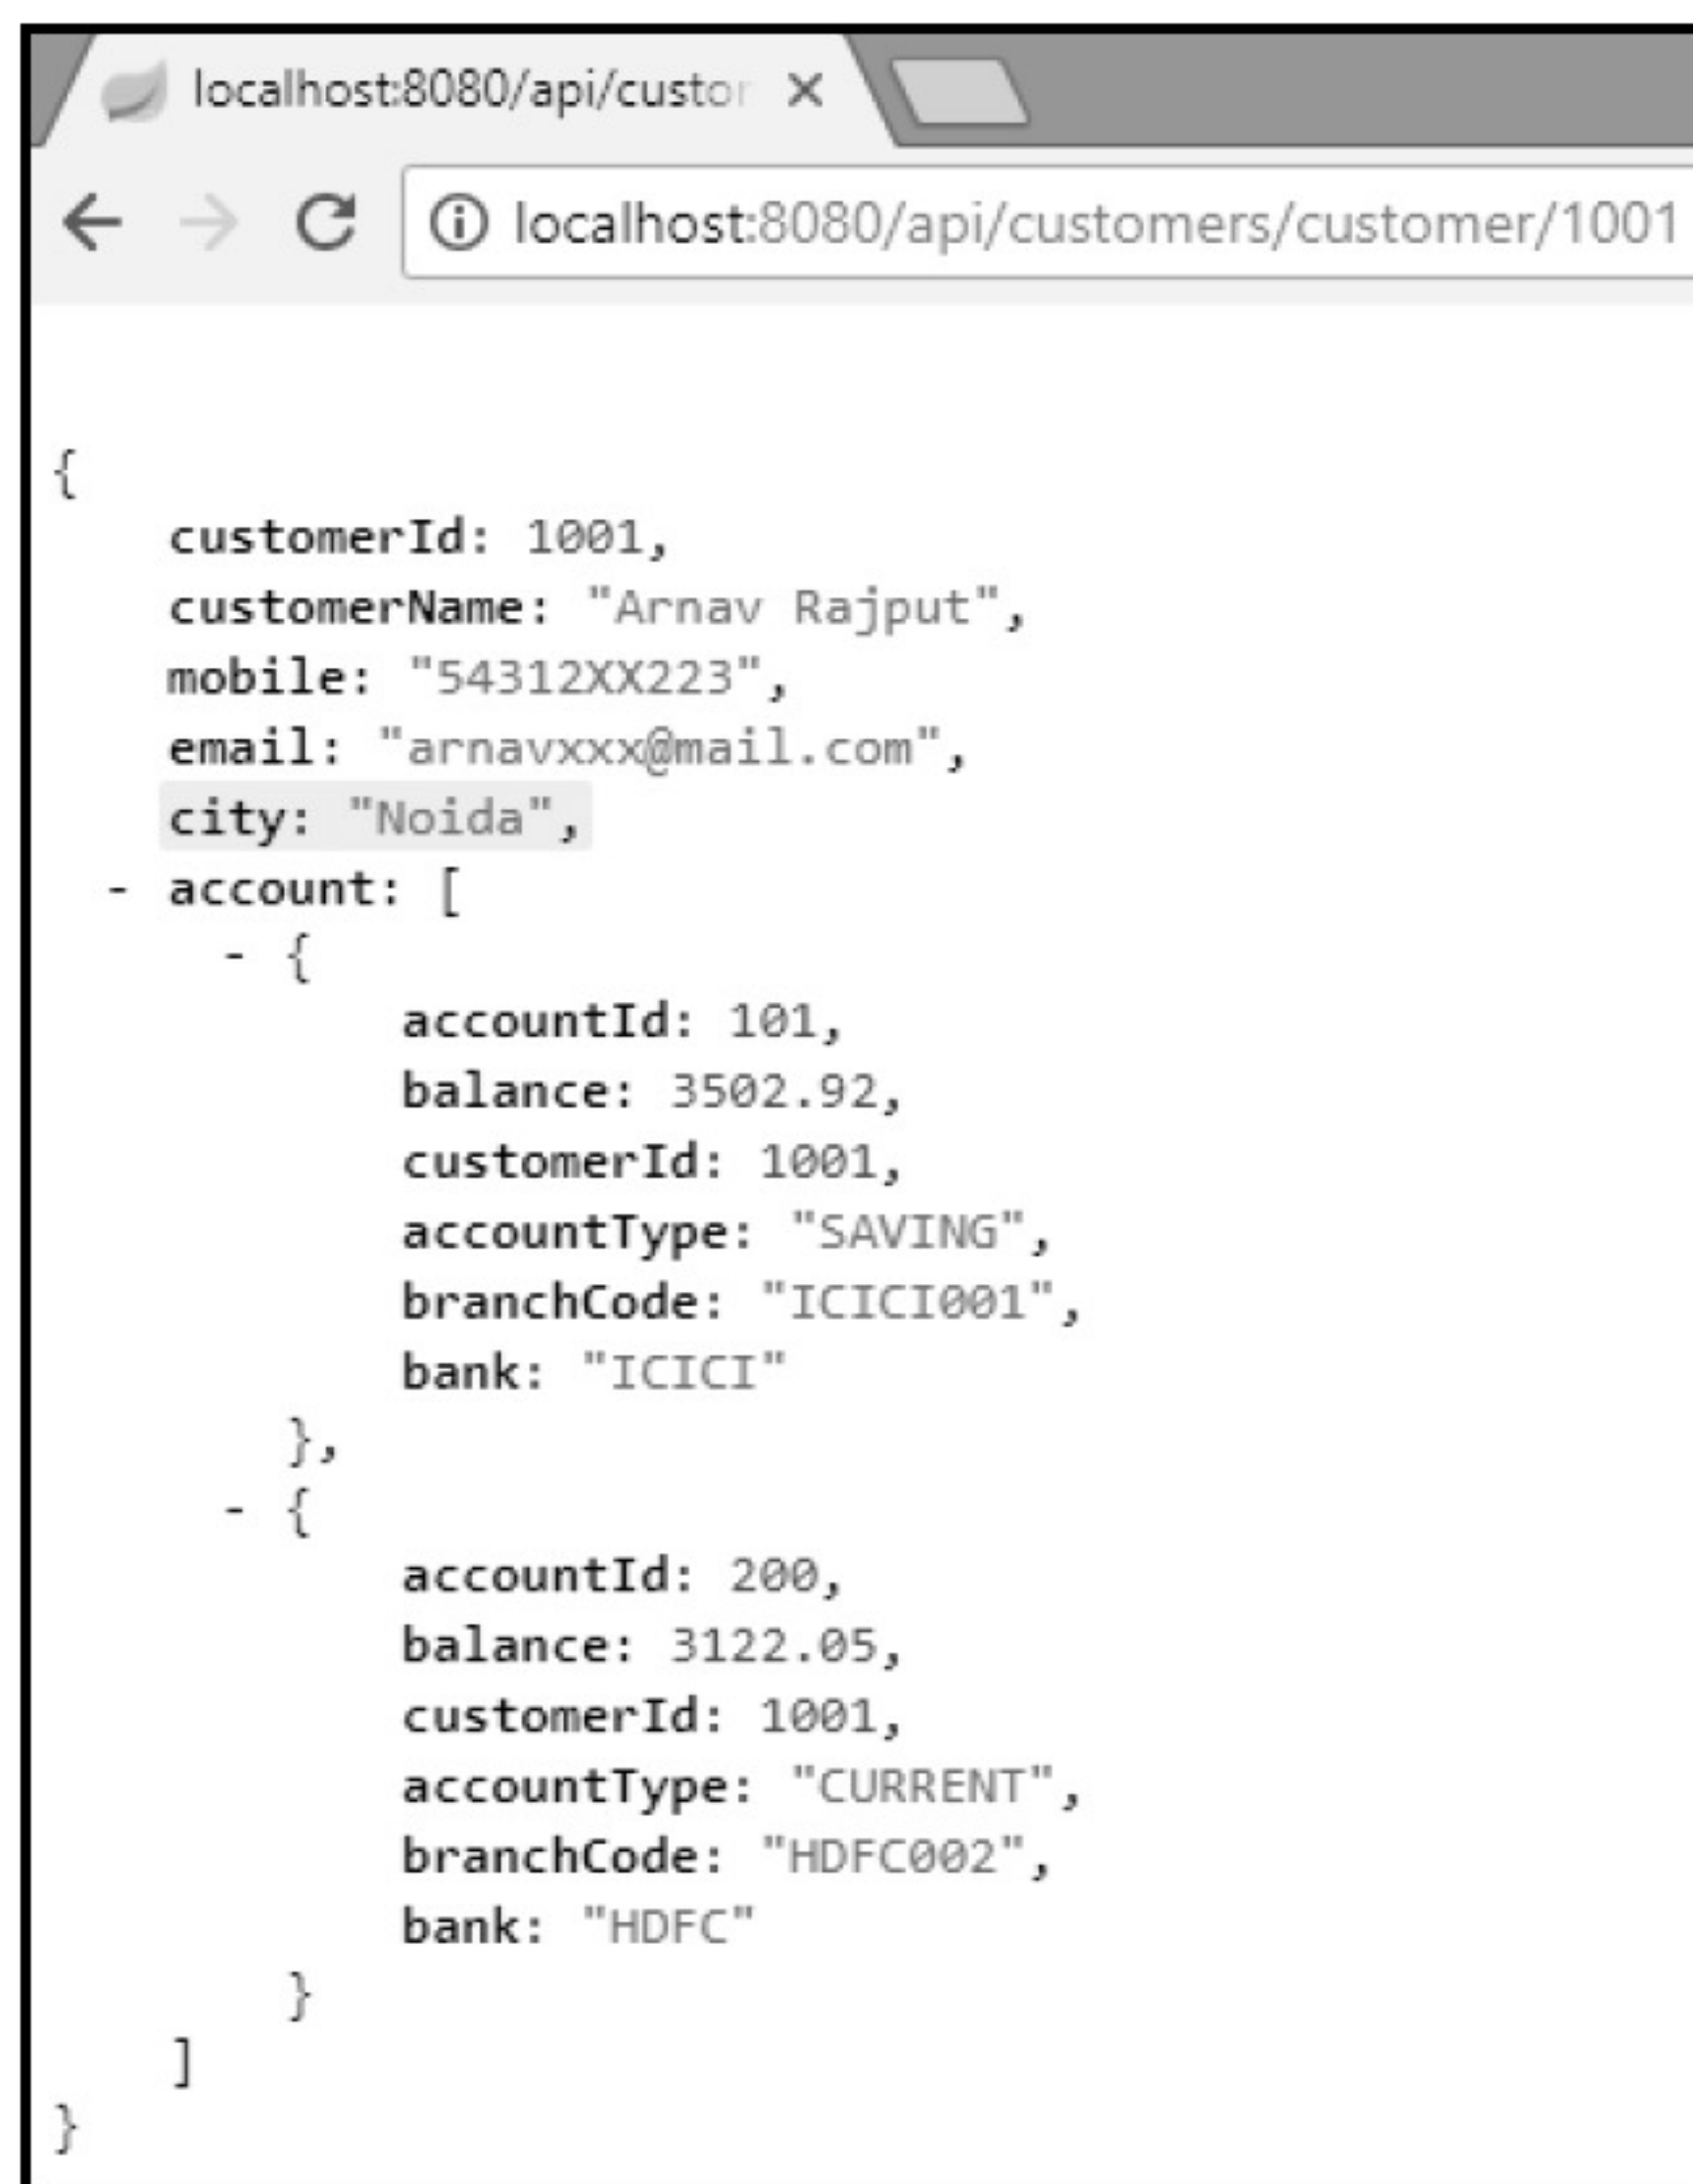 localhost:8080/api/custor
localhost:8080/api/customers/customer/1001
{
customerId: 1001,
customerName: "Arnav Rajput",
mobile: "54312XX223",
email: "arnavxxx@mail.com",
city: "Noida",
- account: [
- {
accountId: 101,
balance: 3502.92,
customerId: 1001,
accountType: "SAVING",
branchCode: "ICICI001",
bank: "ICICI"
},
- {
accountId: 200,
balance: 3122.05,
customerId: 1001,
accountType: "CURRENT",
branchCode: "HDFC002",
bank: "HDFC"
}
]
}